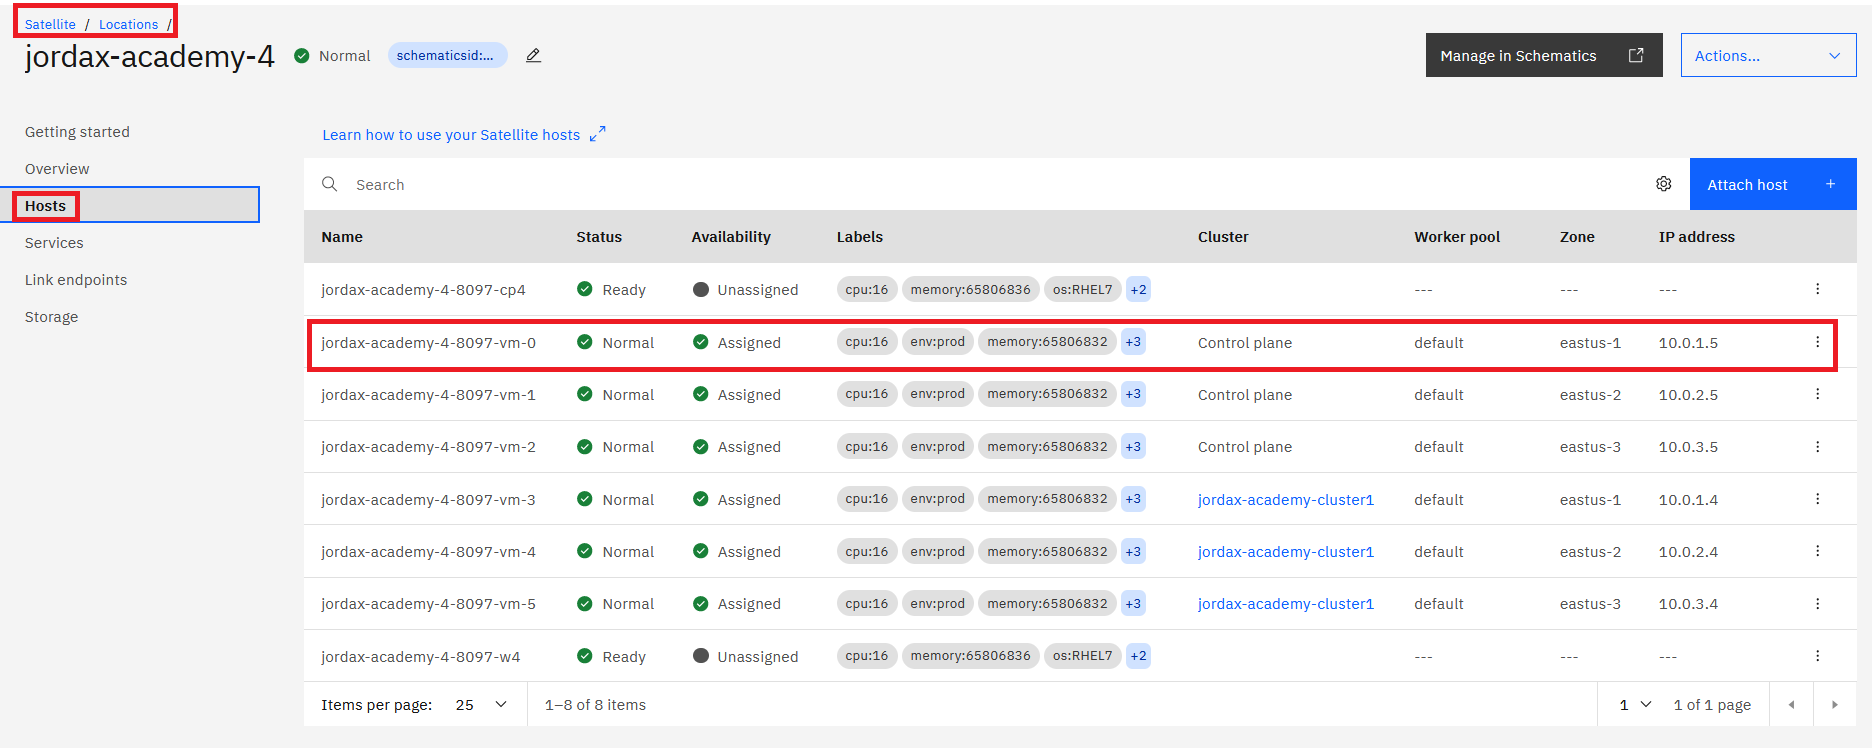 Satellite / Locations /
jordax-academy-4 Normal schematicsid:... Manage in Schematics Actions...
Getting started
Overview
Hosts
Services
Link endpoints
Storage
Learn how to use your Satellite hosts
Search Attach host +
Name Status Availability Labels Cluster Worker pool Zone IP address
jordax-academy-4-8097-cp4 Ready Unassigned cpu:16 memory:65806836 os:RHEL7 +2 --- --- ---
jordax-academy-4-8097-vm-0 Normal Assigned cpu:16 env:prod memory:65806832 +3 Control plane default eastus-1 10.0.1.5
jordax-academy-4-8097-vm-1 Normal Assigned cpu:16 env:prod memory:65806832 +3 Control plane default eastus-2 10.0.2.5
jordax-academy-4-8097-vm-2 Normal Assigned cpu:16 env:prod memory:65806832 +3 Control plane default eastus-3 10.0.3.5
jordax-academy-4-8097-vm-3 Normal Assigned cpu:16 env:prod memory:65806832 +3 jordax-academy-cluster1 default eastus-1 10.0.1.4
jordax-academy-4-8097-vm-4 Normal Assigned cpu:16 env:prod memory:65806832 +3 jordax-academy-cluster1 default eastus-2 10.0.2.4
jordax-academy-4-8097-vm-5 Normal Assigned cpu:16 env:prod memory:65806832 +3 jordax-academy-cluster1 default eastus-3 10.0.3.4
jordax-academy-4-8097-w4 Ready Unassigned cpu:16 memory:65806836 os:RHEL7 +2 --- --- ---
Items per page: 25 1–8 of 8 items 1 1 of 1 page